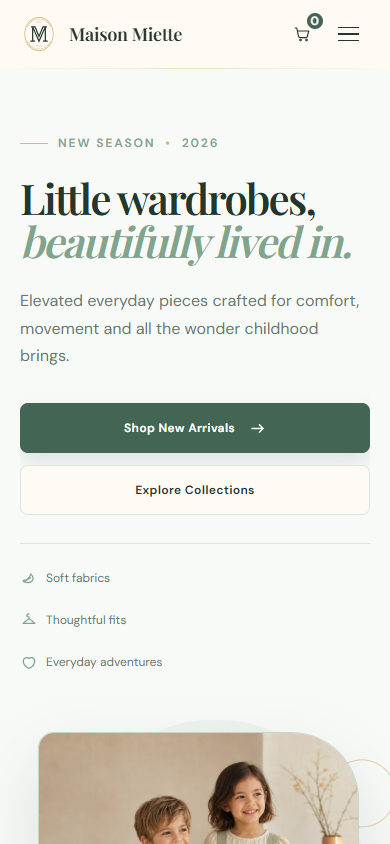 M
Maison Miette
0
NEW SEASON • 2026
Little wardrobes,
beautifully lived in.
Elevated everyday pieces crafted for comfort,
movement and all the wonder childhood
brings.
Shop New Arrivals →
Explore Collections
Soft fabrics
Thoughtful fits
Everyday adventures